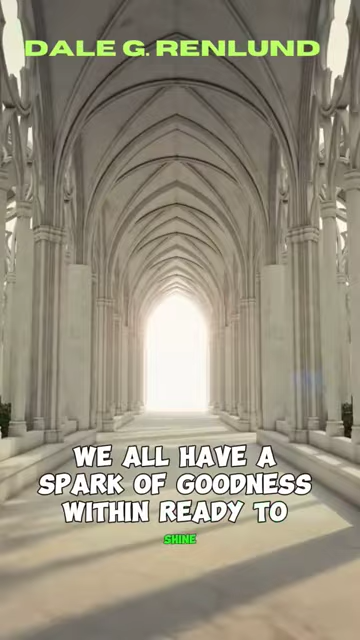 DALE G. RENLUND
WE ALL HAVE A
SPARK OF GOODNESS
WITHIN READY TO
SHINE